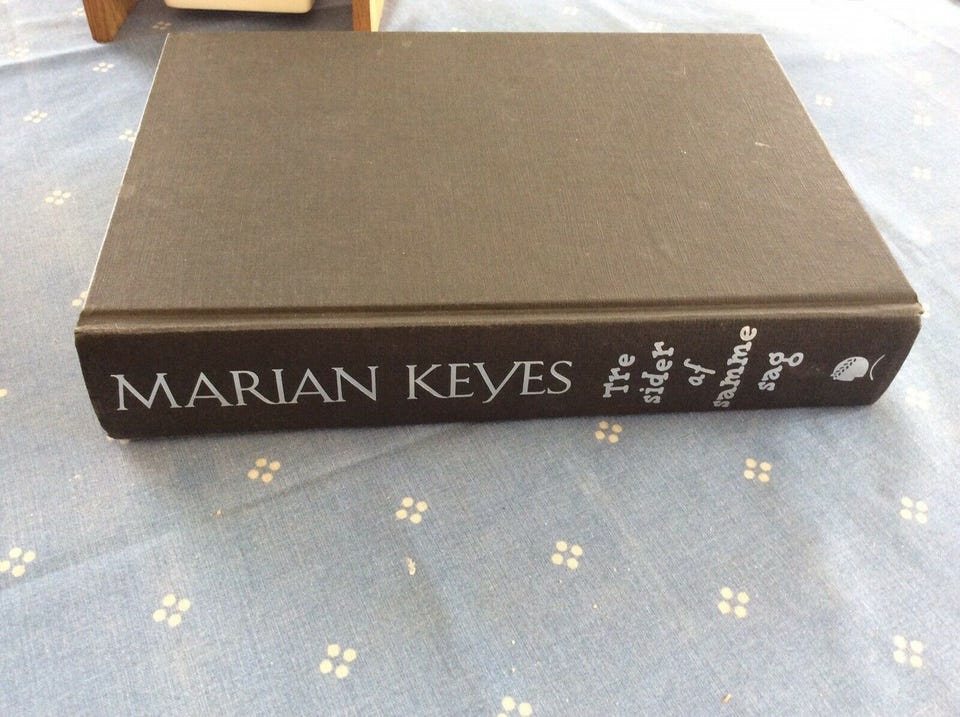 MARIAN KEYES
Tre
sider
af
samme
sag